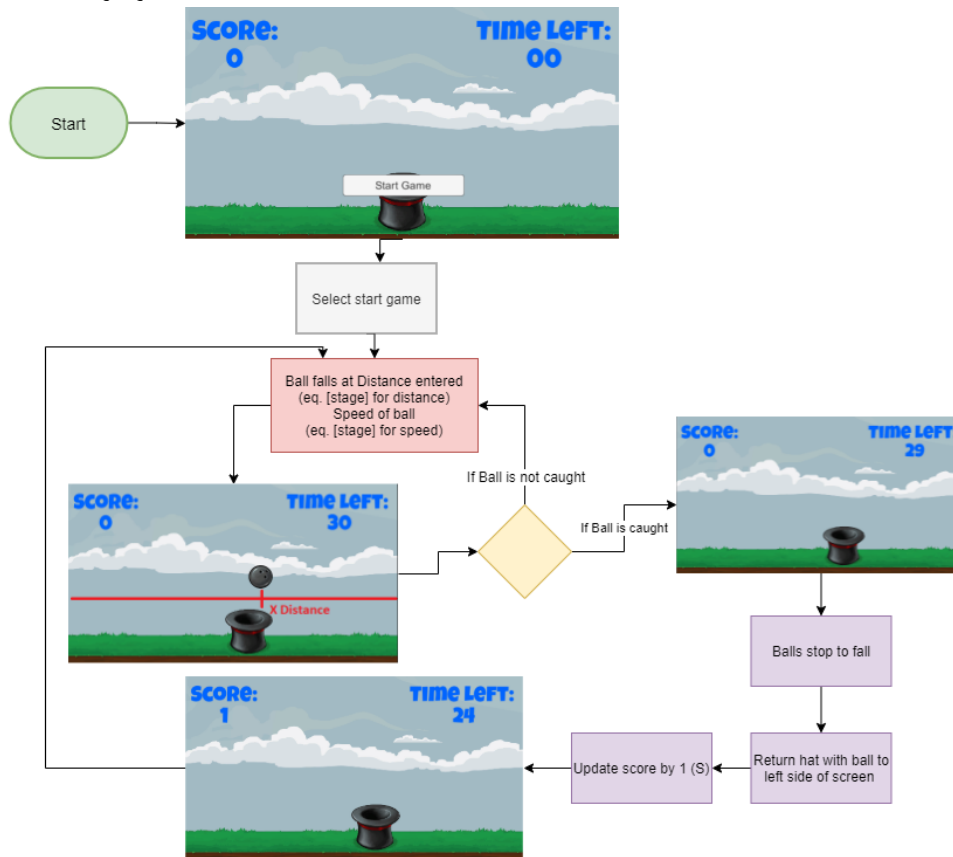 SCORE:
0
TIME LEFT:
00
Start
Start Game
Select start game
Ball falls at Distance entered
(eq. [stage] for distance)
Speed of ball
(eq. [stage] for speed)
If Ball is not caught
If Ball is caught
SCORE:
0
TIME LEFT
29
SCORE:
0
TIME LEFT:
30
X Distance
Balls stop to fall
Return hat with ball to
left side of screen
Update score by 1 (S)
SCORE:
1
TIME LEFT:
24